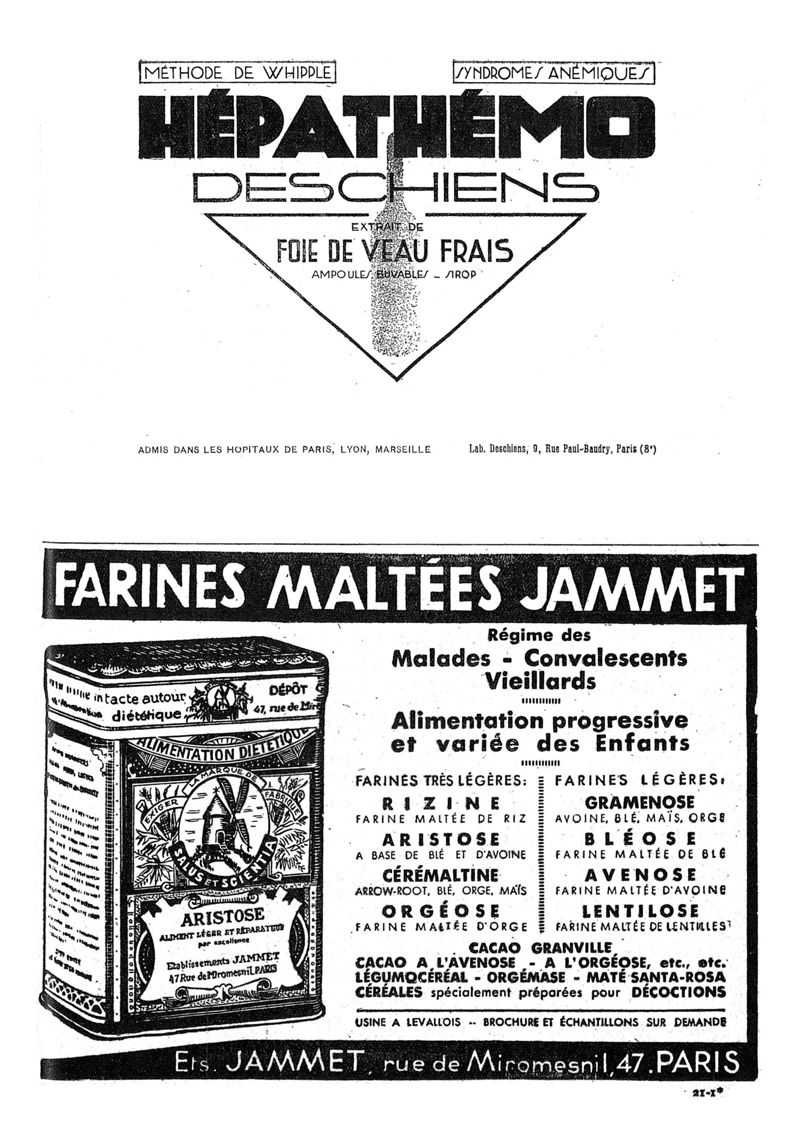 MÉTHODE DE WHIPPLE
SYNDROMES ANÉMIQUES
HÉPATHÉMO
DESCHIENS
EXTRAIT DE
FOIE DE VEAU FRAIS
AMPOULES BUVABLES _ SIROP
ADMIS DANS LES HOPITAUX DE PARIS, LYON, MARSEILLE
Lab. Deschiens, 9, Rue Paul-Baudry, Paris (8e)
FARINES MALTÉES JAMMET
intacte autour
diététique
DÉPÔT
47, rue de Mir
ALIMENTATION DIÉTÉTIQUE
EXIGER LA MARQUE DE FABRIQUE
SALUS ET SCIENTIA
ARISTOSE
ALIMENT LÉGER ET RÉPARATEUR
par excellence
Etablissements JAMMET
47 Rue de Miromesnil. PARIS
Régime des
Malades - Convalescents
Vieillards
Alimentation progressive
et variée des Enfants
FARINES TRÈS LÉGÈRES:
RIZINE
FARINE MALTÉE DE RIZ
ARISTOSE
A BASE DE BLÉ ET D'AVOINE
CÉRÉMALTINE
ARROW-ROOT, BLÉ, ORGE, MAÏS
ORGÉOSE
FARINE MALTÉE D'ORGE
FARINES LÉGÈRES:
GRAMENOSE
AVOINE, BLÉ, MAÏS, ORGE
BLÉOSE
FARINE MALTÉE DE BLÉ
AVENOSE
FARINE MALTÉE D'AVOINE
LENTILOSE
FARINE MALTÉE DE LENTILLES
CACAO GRANVILLE
CACAO A L'AVENOSE - A L'ORGÉOSE, etc., etc.
LÉGUMOCÉRÉAL - ORGÉMASE - MATÉ SANTA-ROSA
CÉRÉALES spécialement préparées pour DÉCOCTIONS
USINE A LEVALLOIS -- BROCHURE ET ÉCHANTILLONS SUR DEMANDE
Ets. JAMMET, rue de Miromesnil, 47. PARIS
21-1*